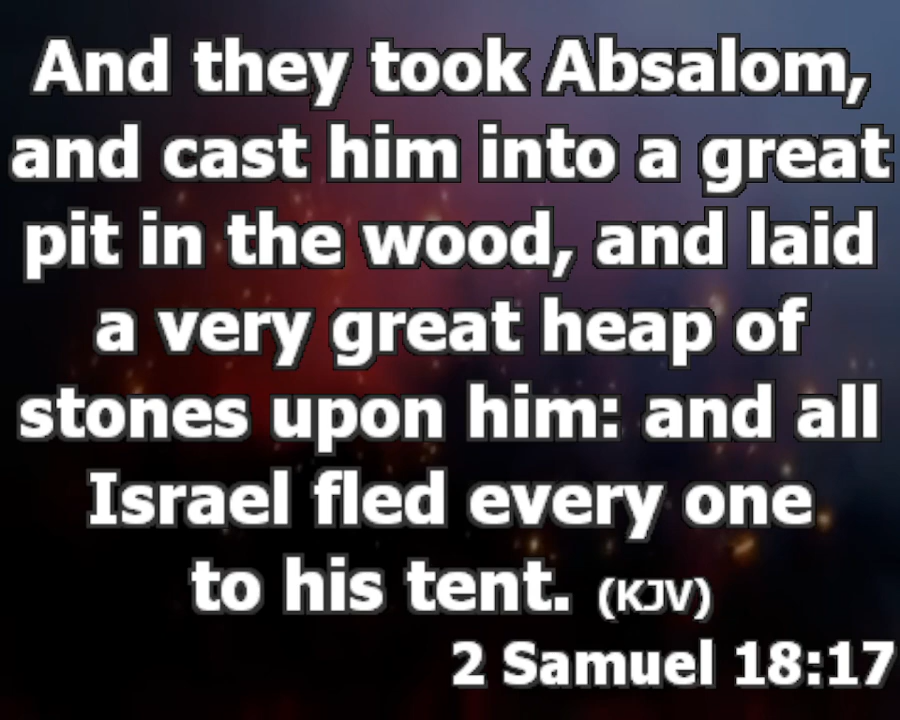 And they took Absalom,
and cast him into a great
pit in the wood, and laid
a very great heap of
stones upon him: and all
Israel fled every one
to his tent. (KJV)
2 Samuel 18:17